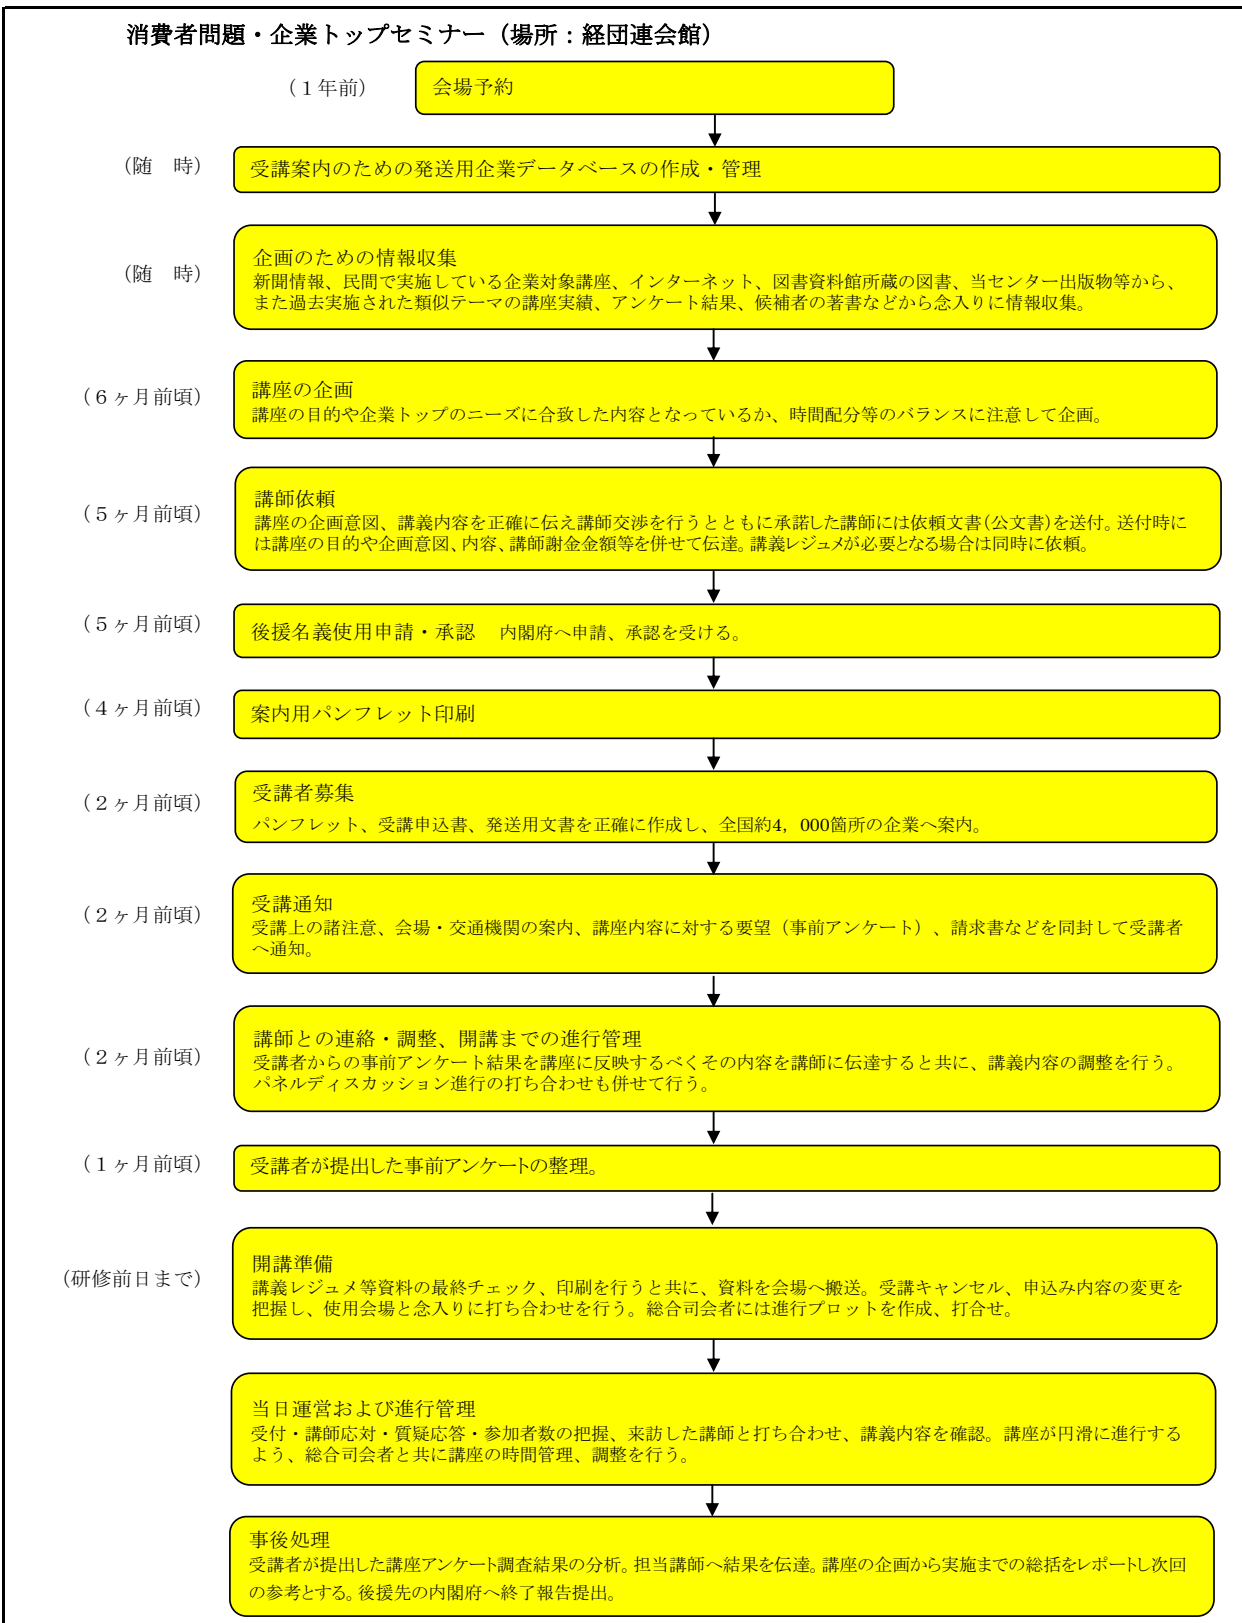 消費者問題・企業トップセミナー（場所：経団連会館）
（１年前）
会場予約
（随　時）
受講案内のための発送用企業データベースの作成・管理
（随　時）
企画のための情報収集
新聞情報、民間で実施している企業対象講座、インターネット、図書資料館所蔵の図書、当センター出版物等から、
また過去実施された類似テーマの講座実績、アンケート結果、候補者の著書などから念入りに情報収集。
（６ヶ月前頃）
講座の企画
講座の目的や企業トップのニーズに合致した内容となっているか、時間配分等のバランスに注意して企画。
（５ヶ月前頃）
講師依頼
講座の企画意図、講義内容を正確に伝え講師交渉を行うとともに承諾した講師には依頼文書（公文書）を送付。送付時に
は講座の目的や企画意図、内容、講師謝金金額等を併せて伝達。講義レジュメが必要となる場合は同時に依頼。
（５ヶ月前頃）
後援名義使用申請・承認　内閣府へ申請、承認を受ける。
（４ヶ月前頃）
案内用パンフレット印刷
（２ヶ月前頃）
受講者募集
パンフレット、受講申込書、発送用文書を正確に作成し、全国約4，000箇所の企業へ案内。
（２ヶ月前頃）
受講通知
受講上の諸注意、会場・交通機関の案内、講座内容に対する要望（事前アンケート）、請求書などを同封して受講者
へ通知。
（２ヶ月前頃）
講師との連絡・調整、開講までの進行管理
受講者からの事前アンケート結果を講座に反映するべくその内容を講師に伝達すると共に、講義内容の調整を行う。
パネルディスカッション進行の打ち合わせも併せて行う。
（１ヶ月前頃）
受講者が提出した事前アンケートの整理。
（研修前日まで）
開講準備
講義レジュメ等資料の最終チェック、印刷を行うと共に、資料を会場へ搬送。受講キャンセル、申込み内容の変更を
把握し、使用会場と念入りに打ち合わせを行う。総合司会者には進行プロットを作成、打合せ。
当日運営および進行管理
受付・講師応対・質疑応答・参加者数の把握、来訪した講師と打ち合わせ、講義内容を確認。講座が円滑に進行する
よう、総合司会者と共に講座の時間管理、調整を行う。
事後処理
受講者が提出した講座アンケート調査結果の分析。担当講師へ結果を伝達。講座の企画から実施までの総括をレポートし次回
の参考とする。後援先の内閣府へ終了報告提出。